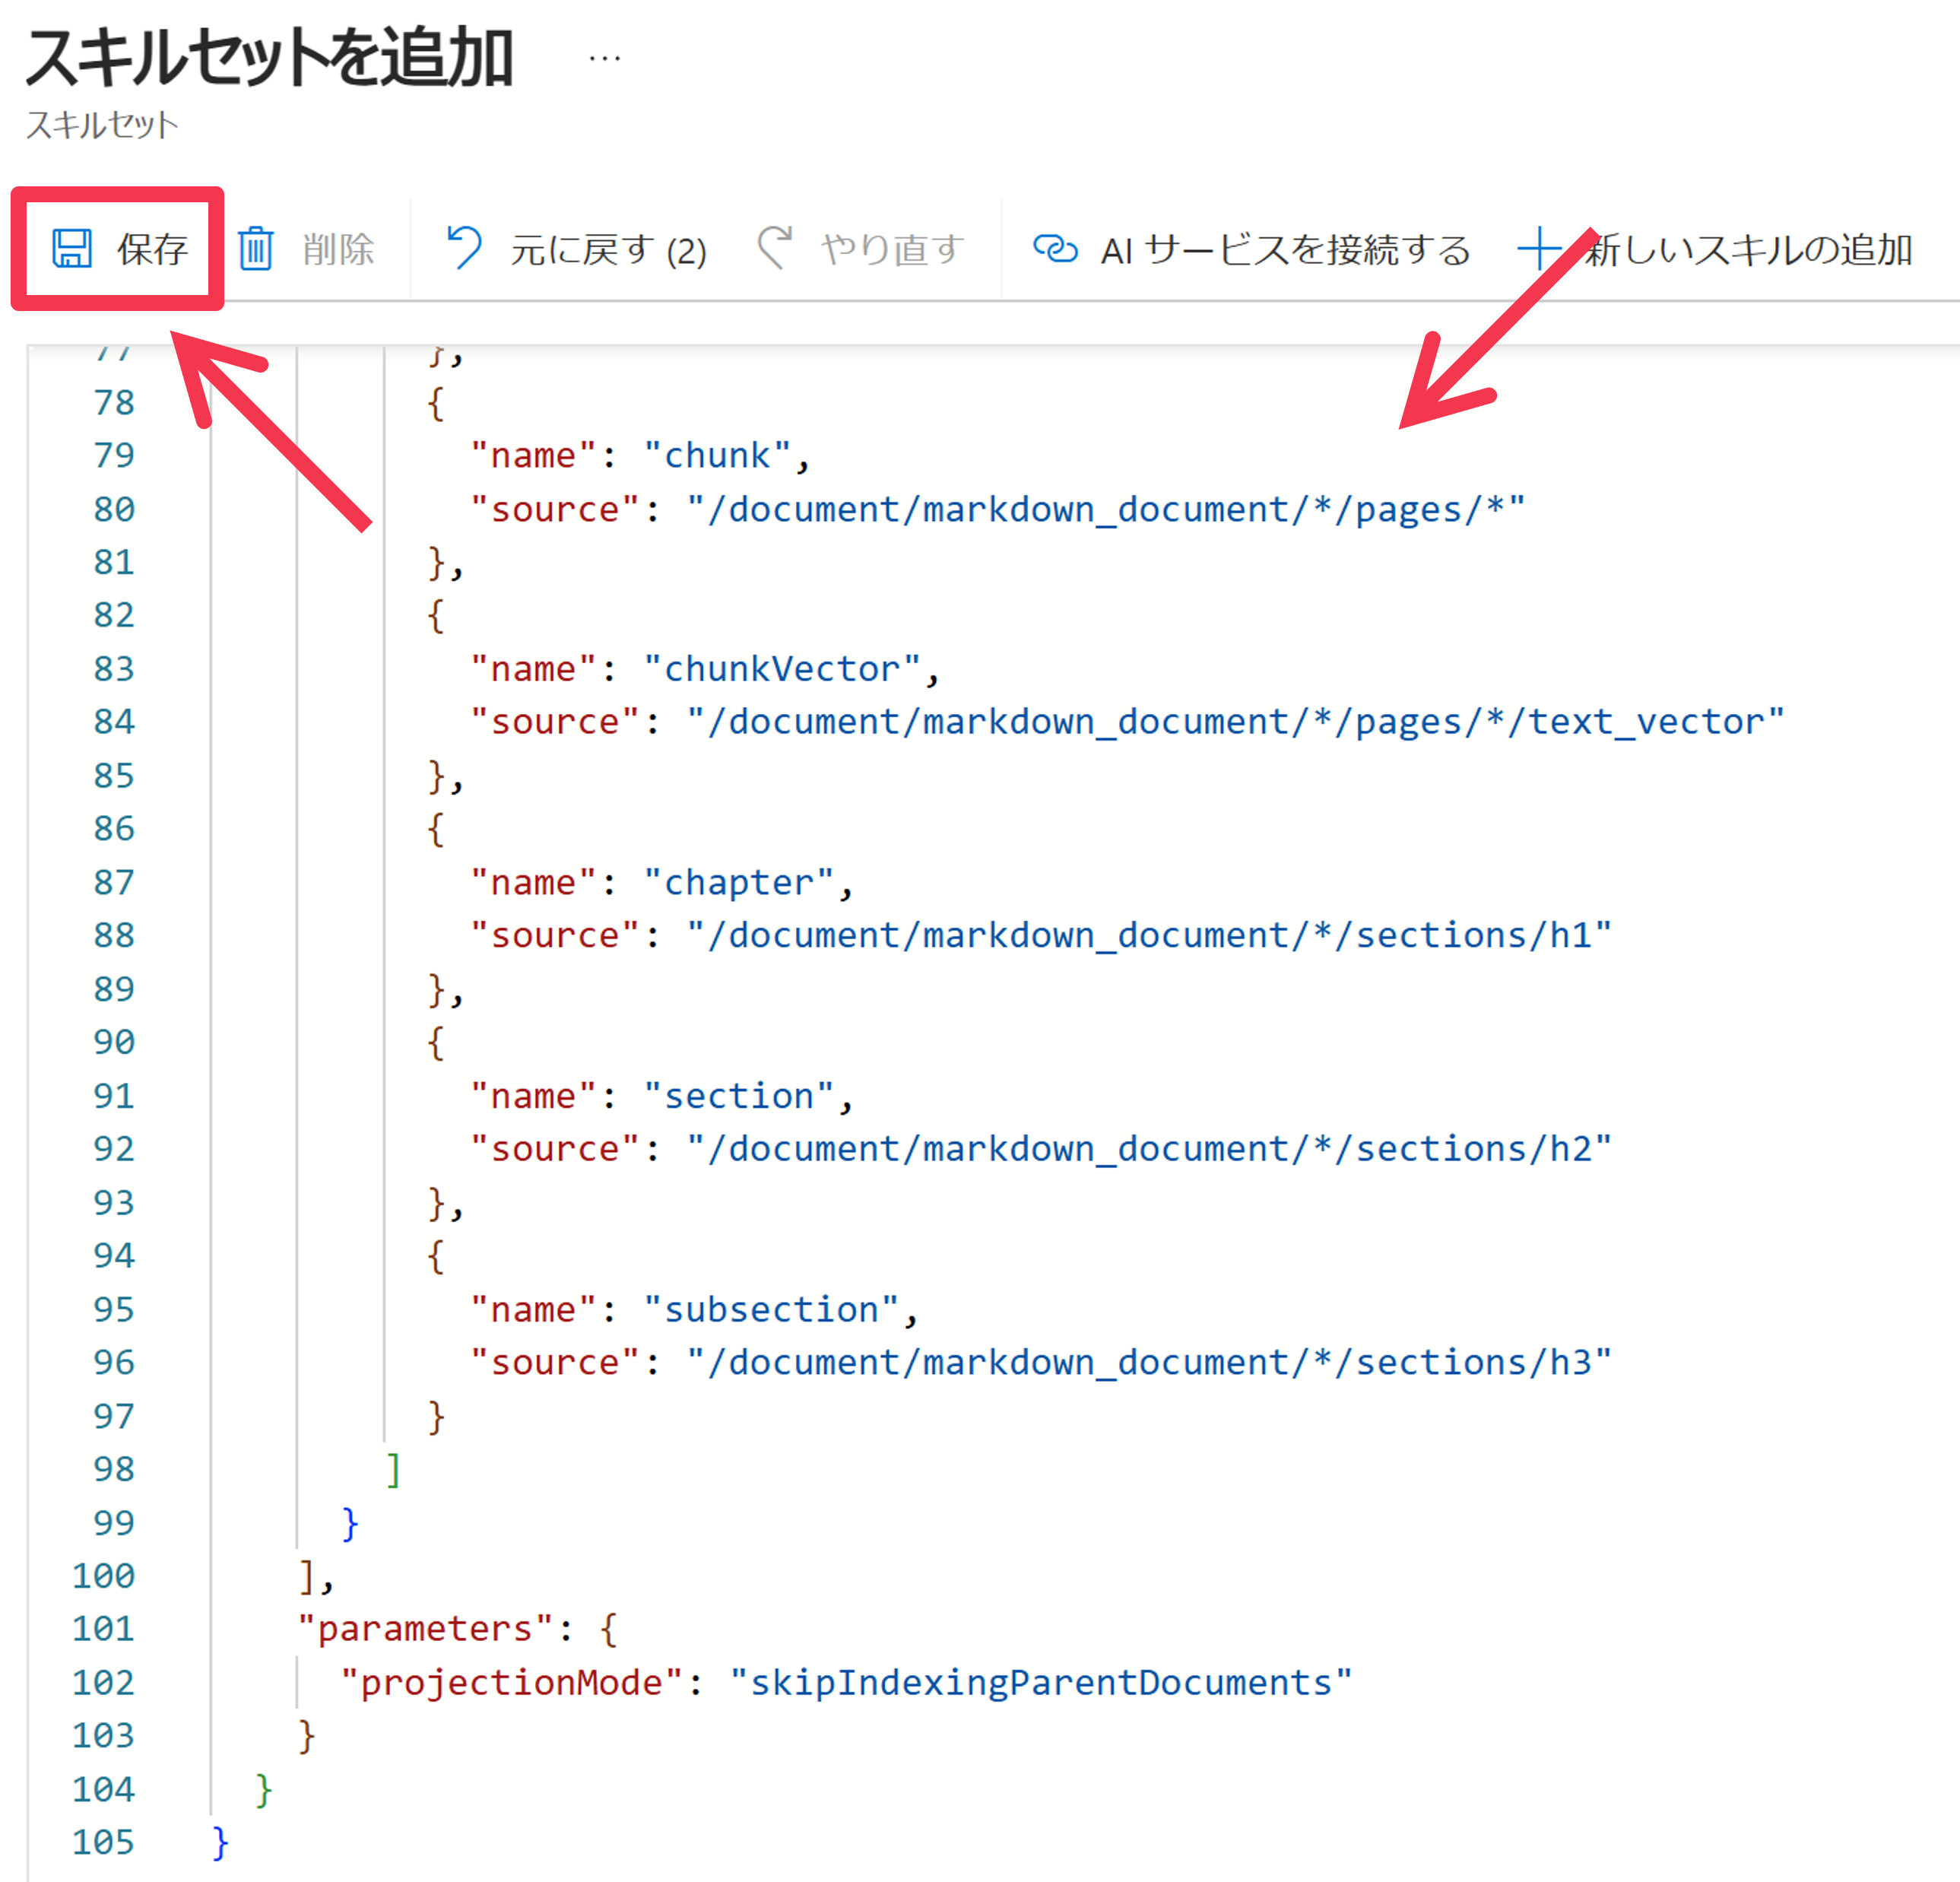 スキルセットを追加 ...
スキルセット
保存 削除 元に戻す (2) やり直す AI サービスを接続する 新しいスキルの追加
77 },
78 {
79 "name": "chunk",
80 "source": "/document/markdown_document/*/pages/*"
81 },
82 {
83 "name": "chunkVector",
84 "source": "/document/markdown_document/*/pages/*/text_vector"
85 },
86 {
87 "name": "chapter",
88 "source": "/document/markdown_document/*/sections/h1"
89 },
90 {
91 "name": "section",
92 "source": "/document/markdown_document/*/sections/h2"
93 },
94 {
95 "name": "subsection",
96 "source": "/document/markdown_document/*/sections/h3"
97 }
98 ]
99 }
100 ],
101 "parameters": {
102 "projectionMode": "skipIndexingParentDocuments"
103 }
104 }
105 }